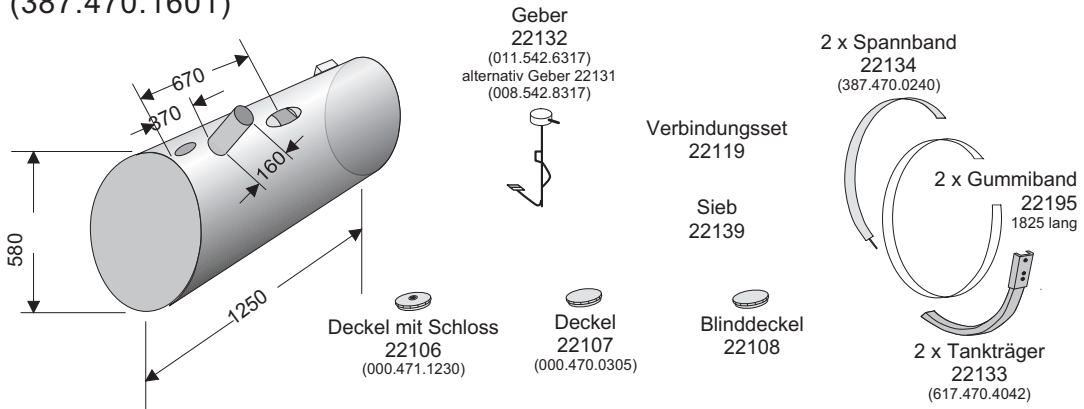 (387.470.1601)
Geber
22132
(011.542.6317)
alternativ Geber 22131
(008.542.8317)
2 x Spannband
22134
(387.470.0240)
670
370
160
580
1250
Verbindungsset
22119
Sieb
22139
2 x Gummiband
22195
1825 lang
Deckel mit Schloss
22106
(000.471.1230)
Deckel
22107
(000.470.0305)
Blinddeckel
22108
2 x Tankträger
22133
(617.470.4042)